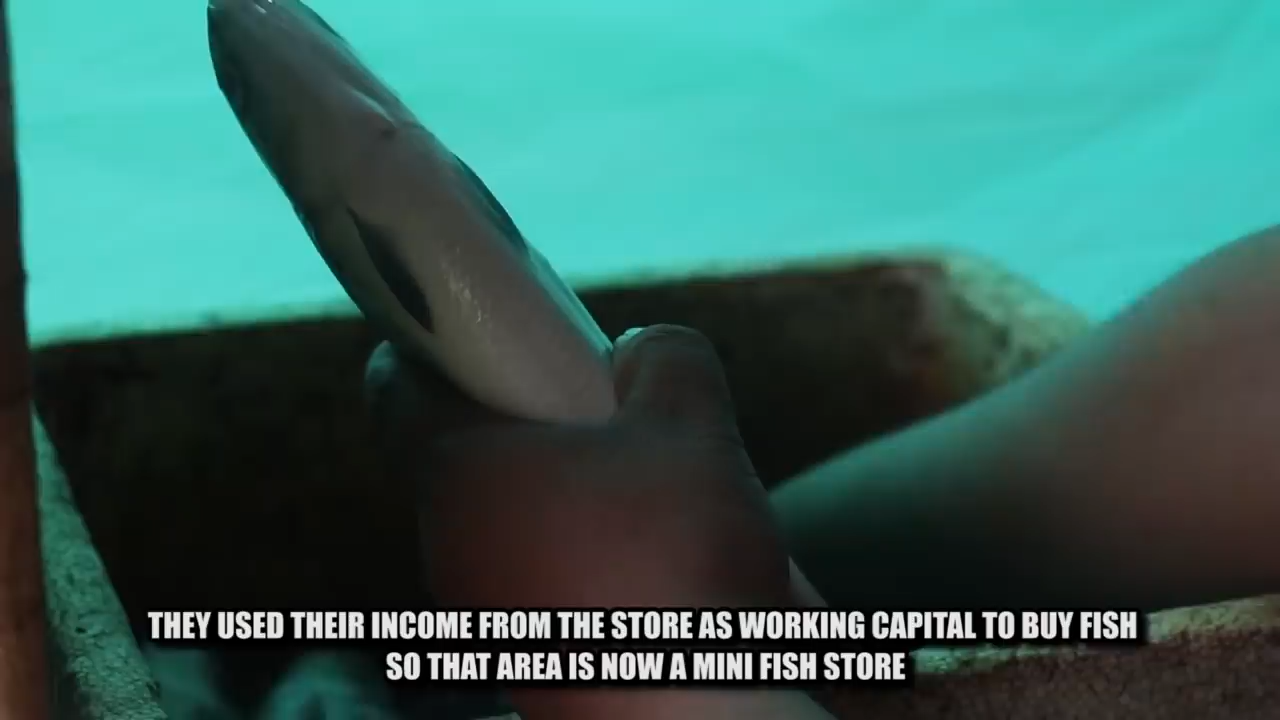 THEY USED THEIR INCOME FROM THE STORE AS WORKING CAPITAL TO BUY FISH
SO THAT AREA IS NOW A MINI FISH STORE